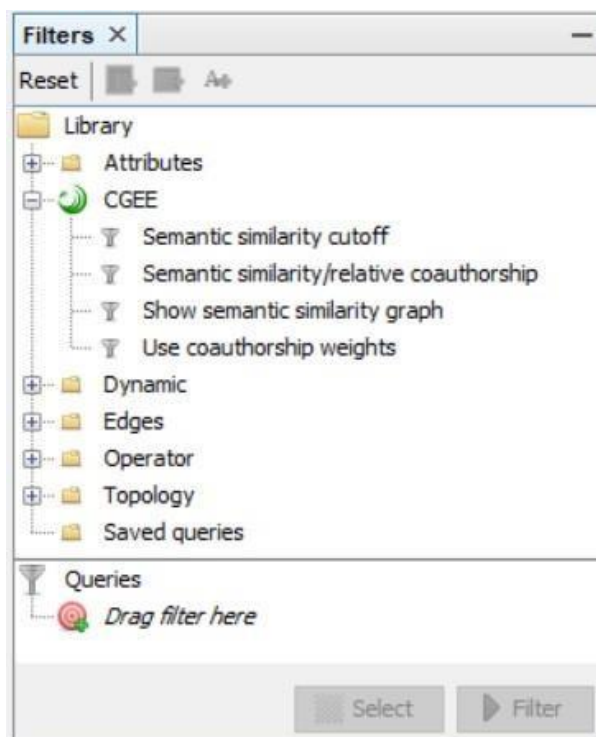 Filters
Reset
Library
Attributes
CGEE
Semantic similarity cutoff
Semantic similarity/relative coauthorship
Show semantic similarity graph
Use coauthorship weights
Dynamic
Edges
Operator
Topology
Saved queries
Queries
Drag filter here
Select Filter